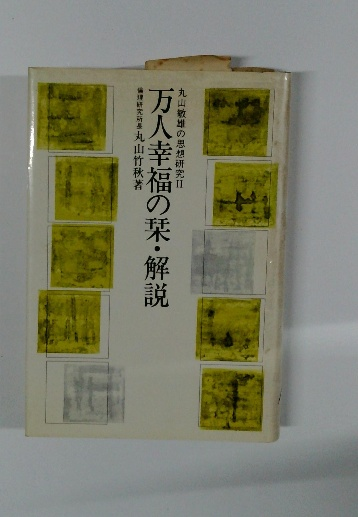 丸山敏雄の思想研究II
万人幸福の栞・解説
倫理研究所長 丸山竹秋著